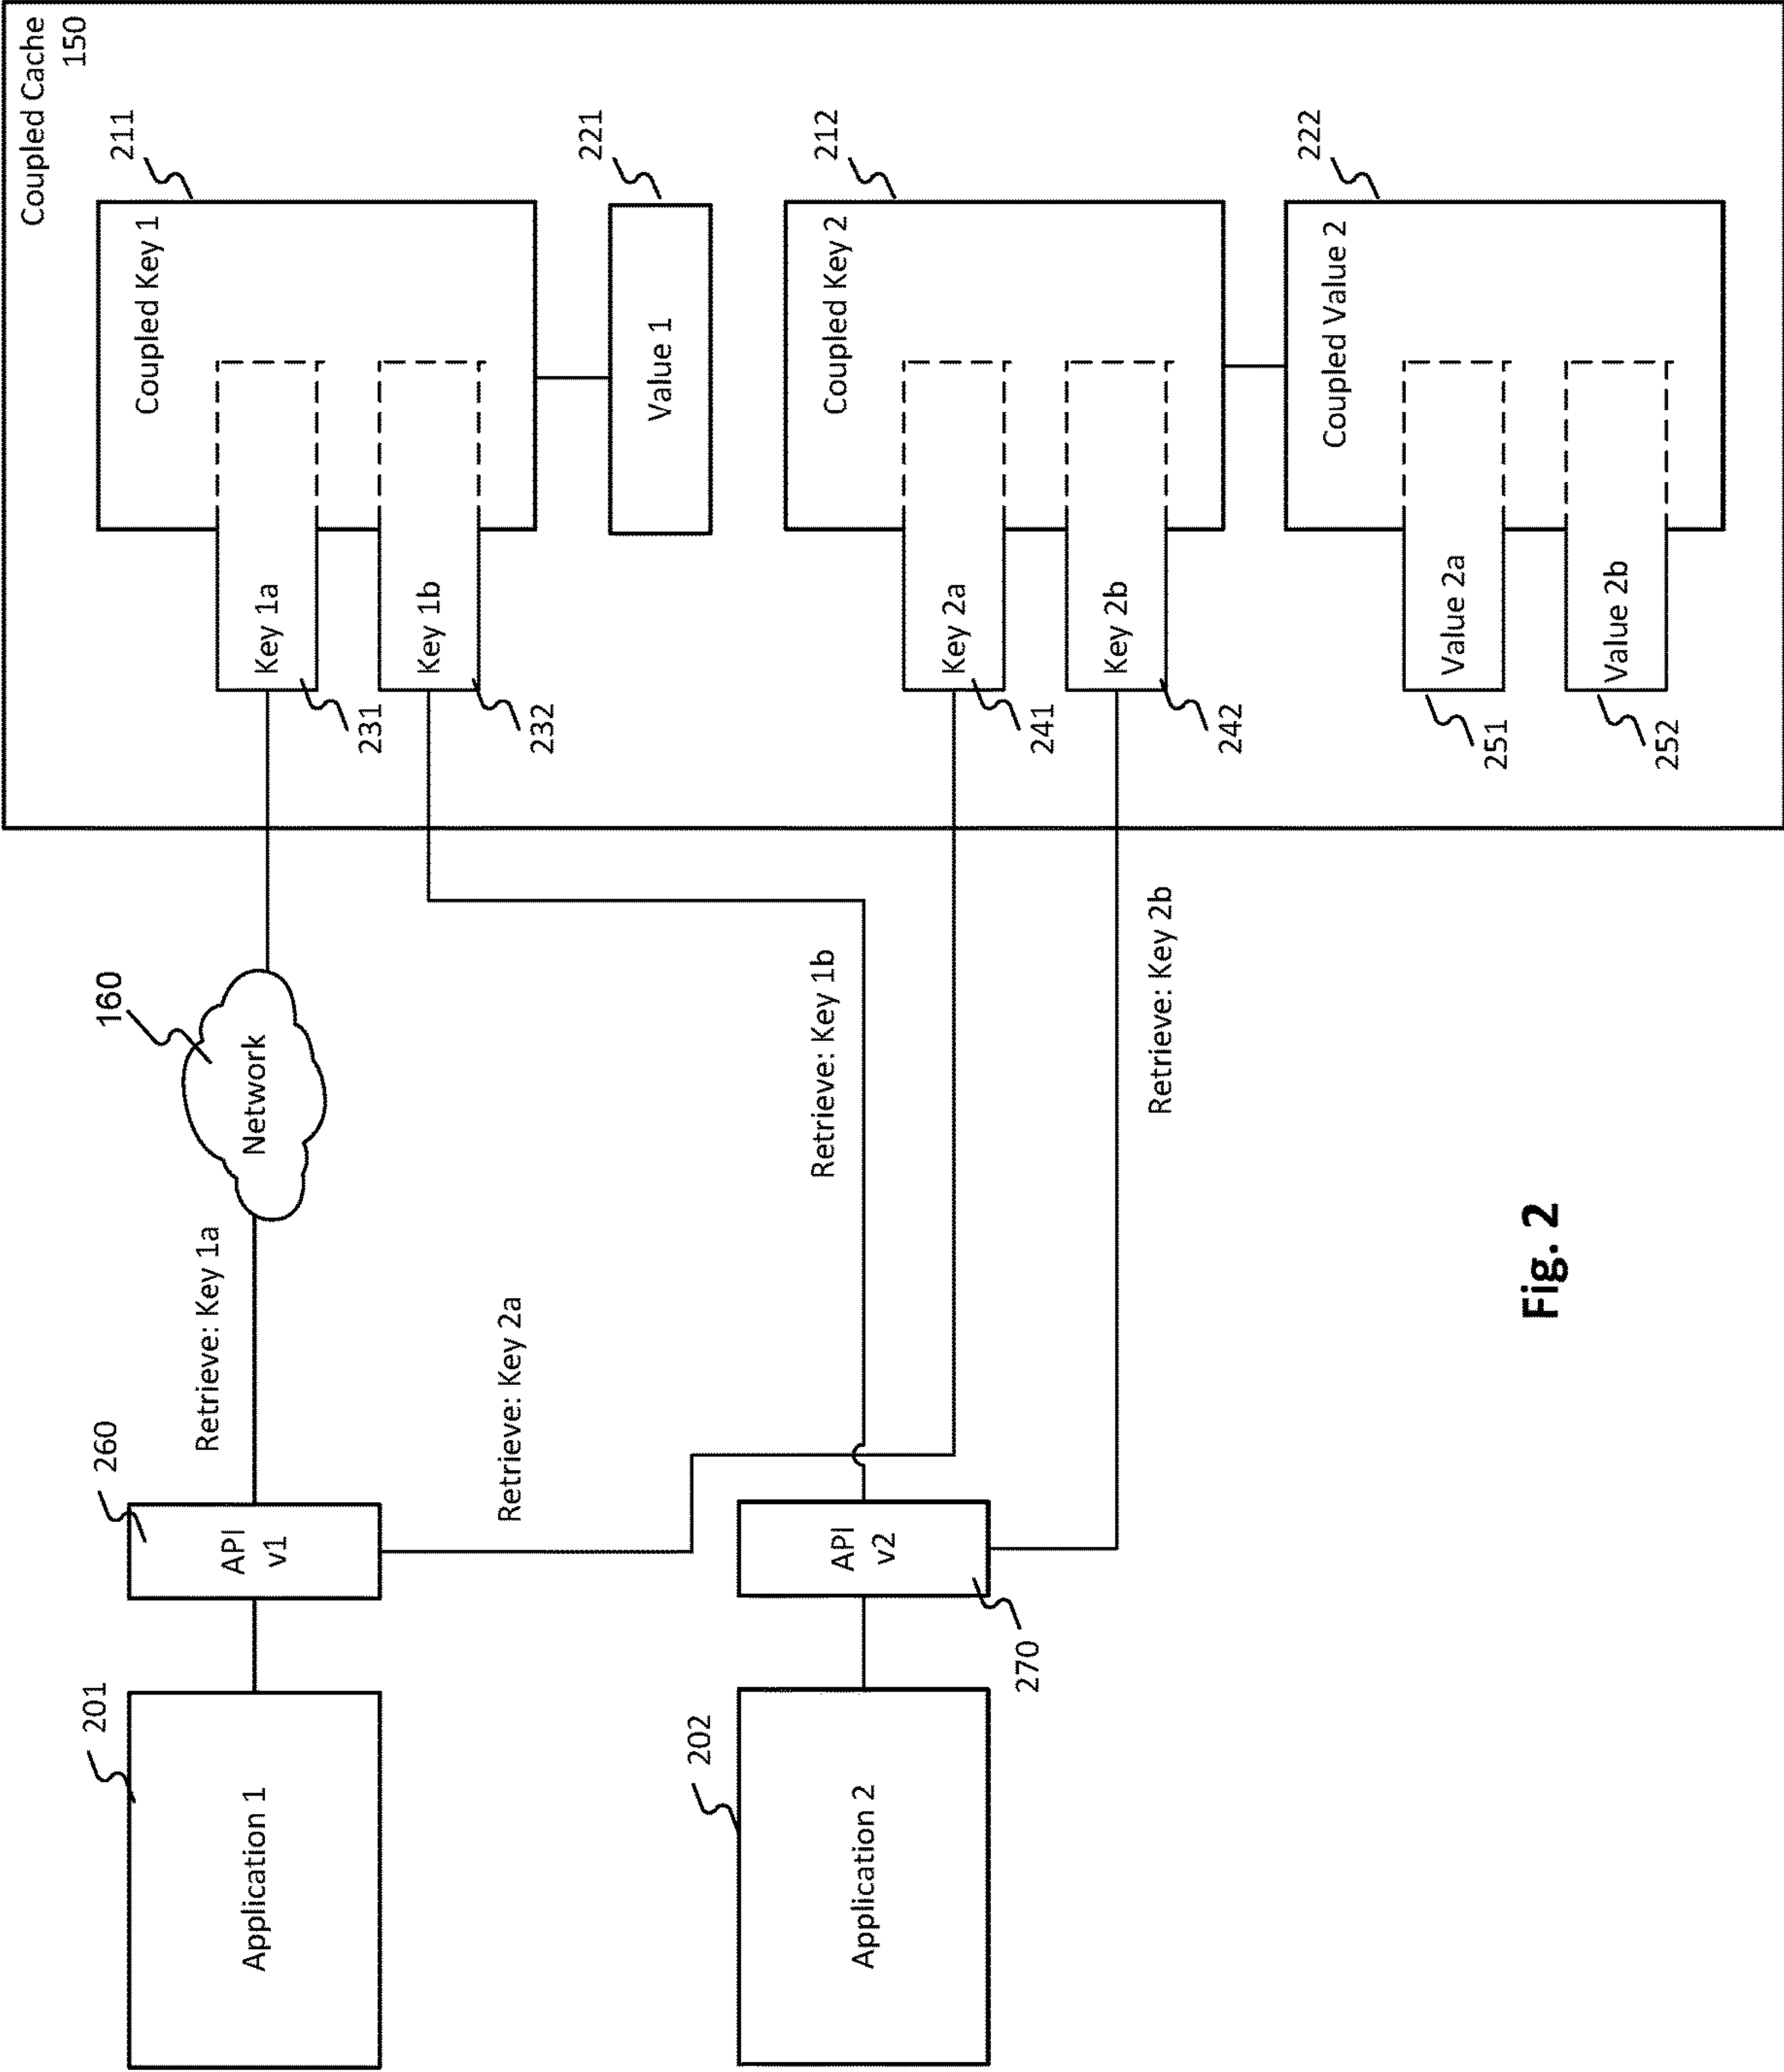 Coupled Cache
150
211
Coupled Key 1
Key 1a
231
Key 1b
232
221
Value 1
212
Coupled Key 2
Key 2a
241
Key 2b
242
222
Coupled Value 2
Value 2a
251
Value 2b
252
160
Network
Retrieve: Key 1a
Retrieve: Key 2a
Retrieve: Key 1b
Retrieve: Key 2b
260
API
v1
API
v2
270
201
Application 1
202
Application 2
Fig. 2